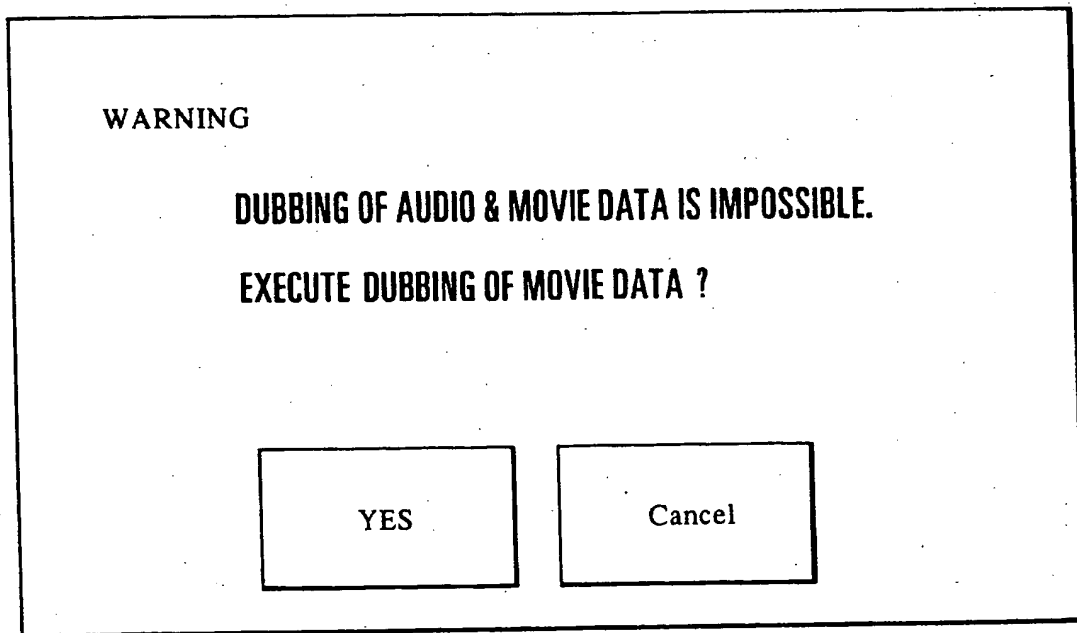 WARNING
DUBBING OF AUDIO & MOVIE DATA IS IMPOSSIBLE.
EXECUTE DUBBING OF MOVIE DATA ?
YES
Cancel